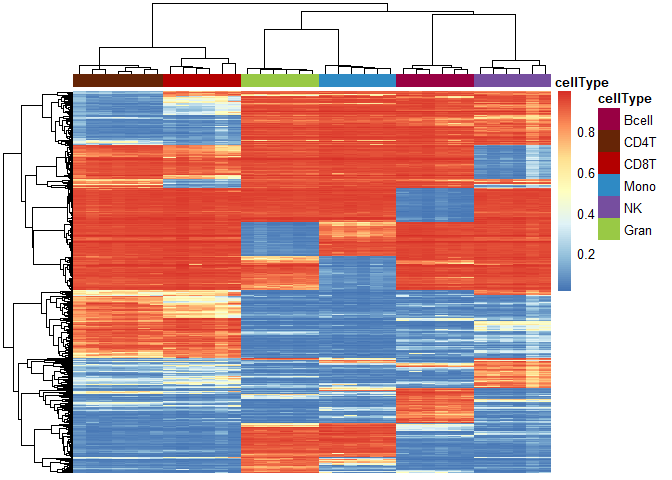 cellType
cellType
0.8
0.6
0.4
0.2
Bcell
CD4T
CD8T
Mono
NK
Gran